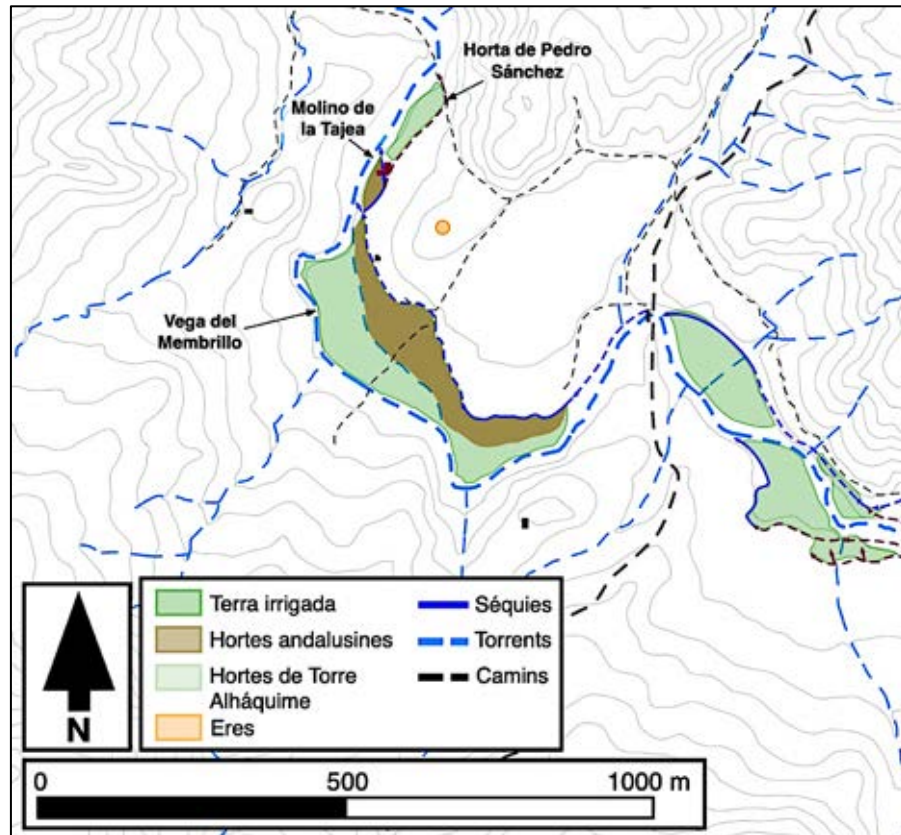 Horta de Pedro
Sánchez
Molino de
la Tajea
Vega del
Membrillo
Terra irrigada
Hortes andalusines
Hortes de Torre
Alháquime
Eres
Séquies
Torrents
Camins
N
0 500 1000 m